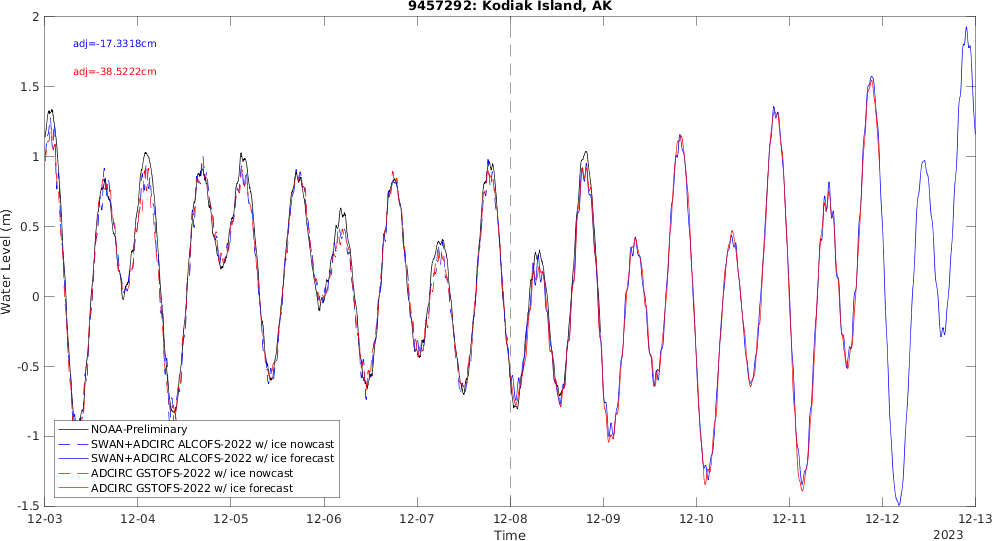 9457292: Kodiak Island, AK
adj=-17.3318cm
adj=-38.5222cm
Water Level (m)
2
1.5
1
0.5
0
-0.5
-1
-1.5
NOAA-Preliminary
SWAN+ADCIRC ALCOFS-2022 w/ ice nowcast
SWAN+ADCIRC ALCOFS-2022 w/ ice forecast
ADCIRC GSTOFS-2022 w/ ice nowcast
ADCIRC GSTOFS-2022 w/ ice forecast
12-03 12-04 12-05 12-06 12-07 12-08 12-09 12-10 12-11 12-12 12-13
Time
2023